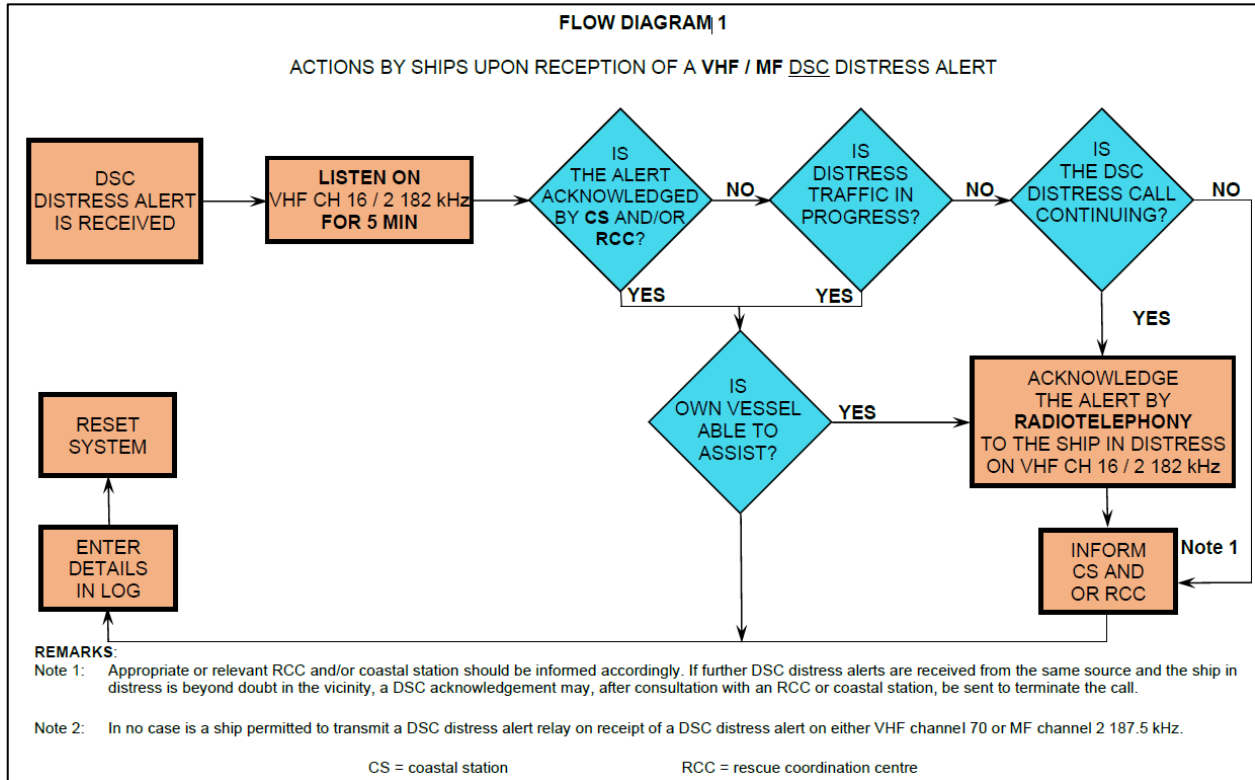 FLOW DIAGRAM 1
ACTIONS BY SHIPS UPON RECEPTION OF A VHF / MF DSC DISTRESS ALERT
DSC
DISTRESS ALERT
IS RECEIVED
LISTEN ON
VHF CH 16 / 2 182 kHz
FOR 5 MIN
IS
THE ALERT
ACKNOWLEDGED
BY CS AND/OR
RCC?
NO
YES
IS
DISTRESS
TRAFFIC IN
PROGRESS?
NO
YES
IS
THE DSC
DISTRESS CALL
CONTINUING?
NO
YES
IS
OWN VESSEL
ABLE TO
ASSIST?
YES
ACKNOWLEDGE
THE ALERT BY
RADIOTELEPHONY
TO THE SHIP IN DISTRESS
ON VHF CH 16 / 2 182 kHz
INFORM
CS AND
OR RCC
Note 1
RESET
SYSTEM
ENTER
DETAILS
IN LOG
REMARKS:
Note 1: Appropriate or relevant RCC and/or coastal station should be informed accordingly. If further DSC distress alerts are received from the same source and the ship in
distress is beyond doubt in the vicinity, a DSC acknowledgement may, after consultation with an RCC or coastal station, be sent to terminate the call.
Note 2: In no case is a ship permitted to transmit a DSC distress alert relay on receipt of a DSC distress alert on either VHF channel 70 or MF channel 2 187.5 kHz.
CS = coastal station RCC = rescue coordination centre